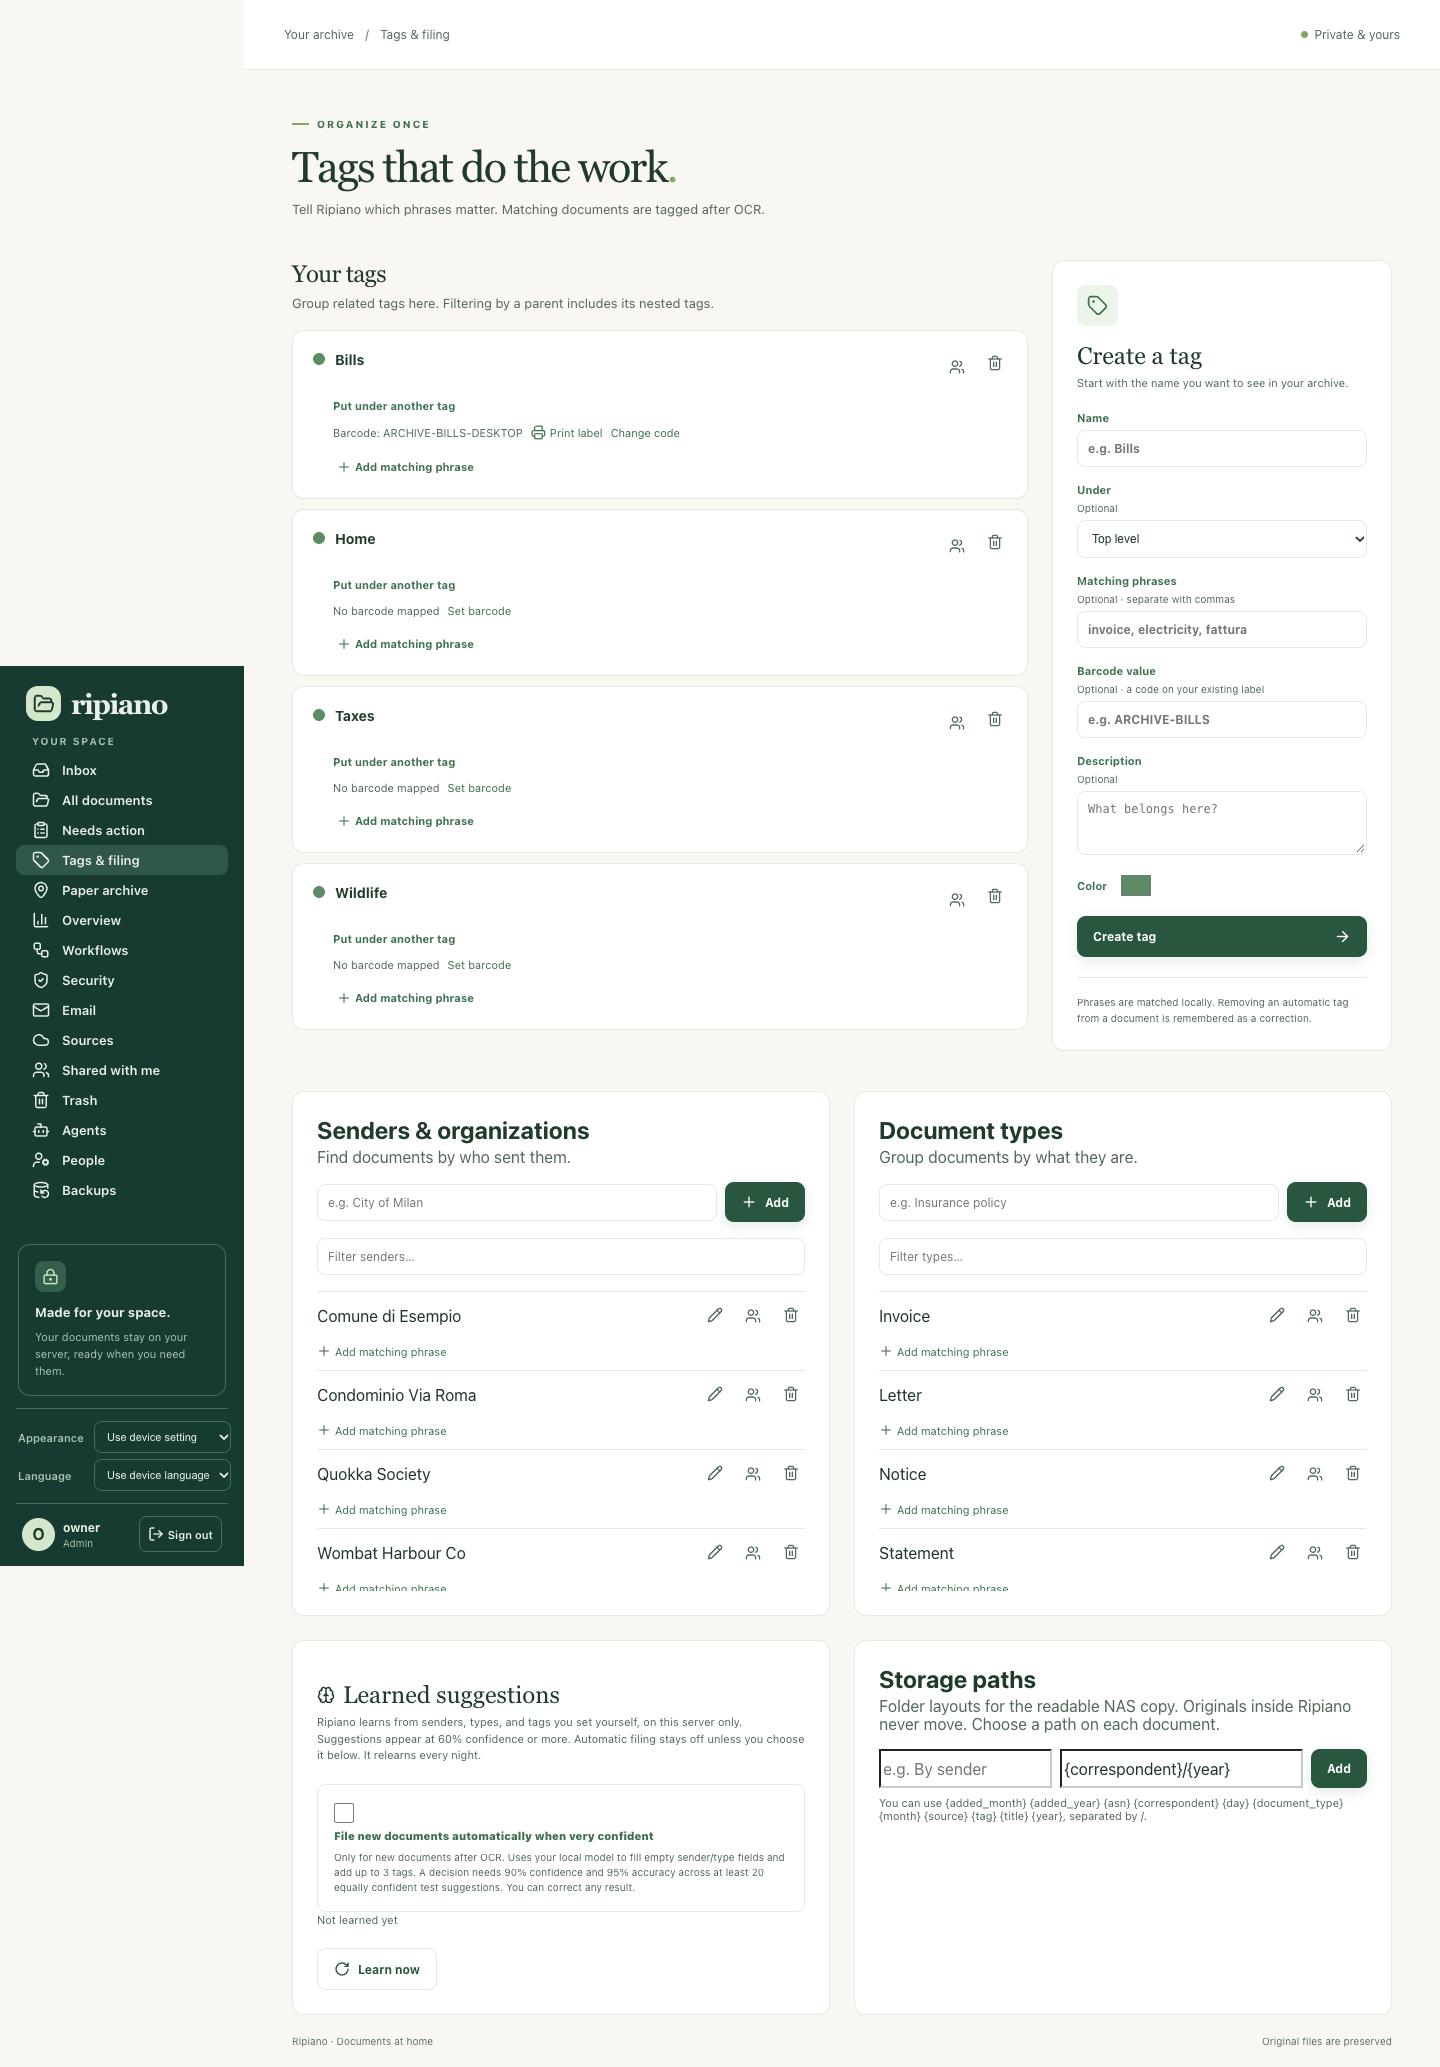 Your archive / Tags & filing
Private & yours
ORGANIZE ONCE
Tags that do the work.
Tell Ripiano which phrases matter. Matching documents are tagged after OCR.
Your tags
Group related tags here. Filtering by a parent includes its nested tags.
Bills
Put under another tag
Barcode: ARCHIVE-BILLS-DESKTOP Print label Change code
Add matching phrase
Home
Put under another tag
No barcode mapped Set barcode
Add matching phrase
Taxes
Put under another tag
No barcode mapped Set barcode
Add matching phrase
Wildlife
Put under another tag
No barcode mapped Set barcode
Add matching phrase
Create a tag
Start with the name you want to see in your archive.
Name
e.g. Bills
Under
Optional
Top level
Matching phrases
Optional · separate with commas
invoice, electricity, fattura
Barcode value
Optional · a code on your existing label
e.g. ARCHIVE-BILLS
Description
Optional
What belongs here?
Color
Create tag
Phrases are matched locally. Removing an automatic tag
from a document is remembered as a correction.
ripiano
YOUR SPACE
Inbox
All documents
Needs action
Tags & filing
Paper archive
Overview
Workflows
Security
Email
Sources
Shared with me
Trash
Agents
People
Backups
Made for your space.
Your documents stay on your
server, ready when you need
them.
Appearance Use device setting
Language Use device language
O owner
Admin
Sign out
Senders & organizations
Find documents by who sent them.
e.g. City of Milan
Add
Filter senders...
Comune di Esempio
Add matching phrase
Condominio Via Roma
Add matching phrase
Quokka Society
Add matching phrase
Wombat Harbour Co
Add matching phrase
Document types
Group documents by what they are.
e.g. Insurance policy
Add
Filter types...
Invoice
Add matching phrase
Letter
Add matching phrase
Notice
Add matching phrase
Statement
Add matching phrase
Learned suggestions
Ripiano learns from senders, types, and tags you set yourself, on this server only.
Suggestions appear at 60% confidence or more. Automatic filing stays off unless you choose
it below. It relearns every night.
File new documents automatically when very confident
Only for new documents after OCR. Uses your local model to fill empty sender/type fields and
add up to 3 tags. A decision needs 90% confidence and 95% accuracy across at least 20
equally confident test suggestions. You can correct any result.
Not learned yet
Learn now
Storage paths
Folder layouts for the readable NAS copy. Originals inside Ripiano
never move. Choose a path on each document.
e.g. By sender
{correspondent}/{year}
Add
You can use {added_month} {added_year} {asn} {correspondent} {day} {document_type}
{month} {source} {tag} {title} {year}, separated by /.
Ripiano · Documents at home
Original files are preserved